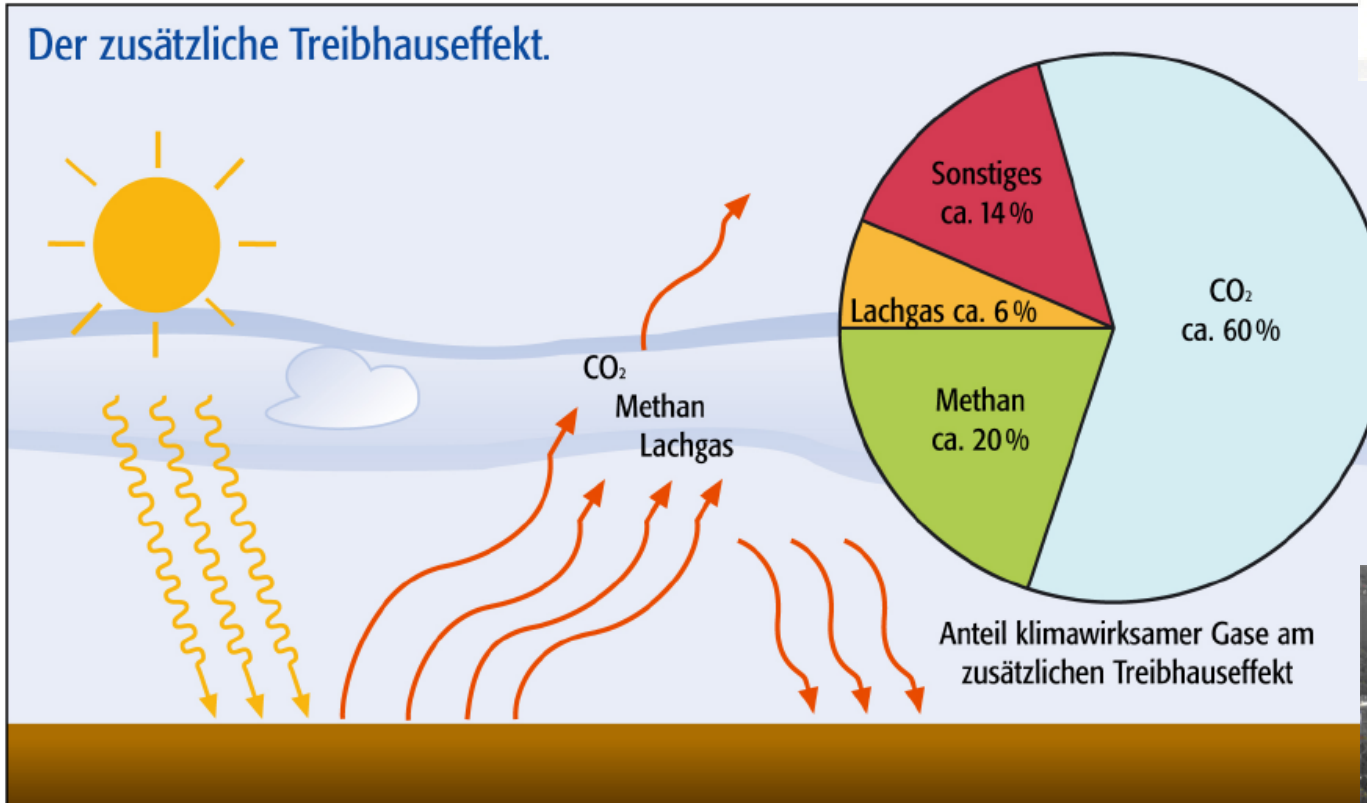 Der zusätzliche Treibhauseffekt.
CO₂
Methan
Lachgas
Sonstiges
ca. 14 %
Lachgas ca. 6 %
Methan
ca. 20 %
CO₂
ca. 60 %
Anteil klimawirksamer Gase am
zusätzlichen Treibhauseffekt